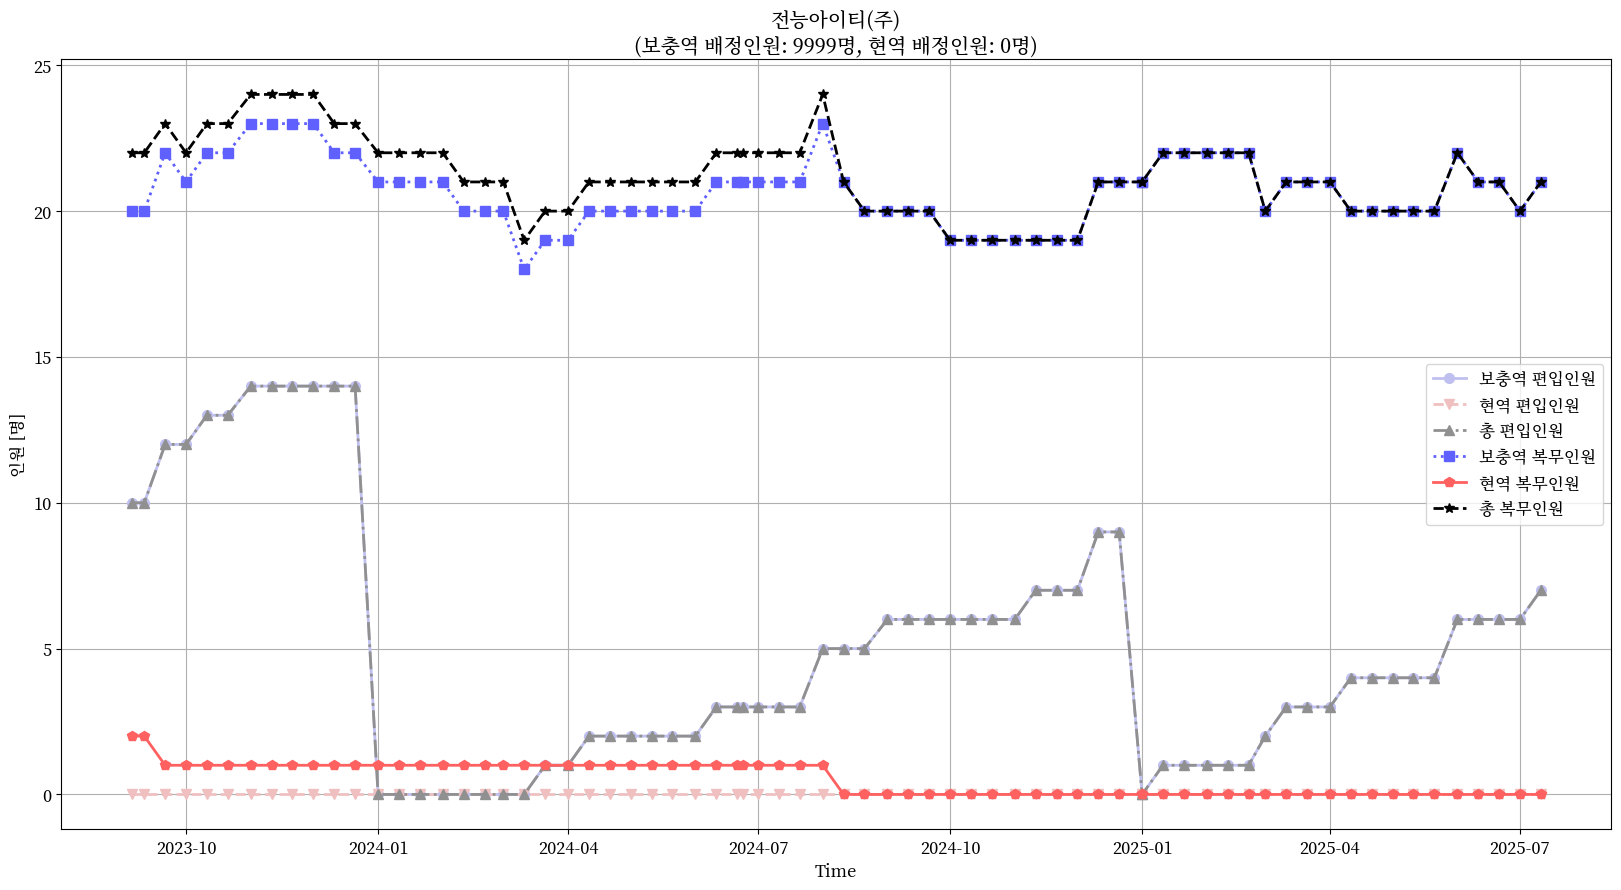 전능아이티(주)
(보충역 배정인원: 9999명, 현역 배정인원: 0명)
25
20
15
10
5
0
인원 [명]
보충역 편입인원
현역 편입인원
총 편입인원
보충역 복무인원
현역 복무인원
총 복무인원
2023-10
2024-01
2024-04
2024-07
2024-10
2025-01
2025-04
2025-07
Time